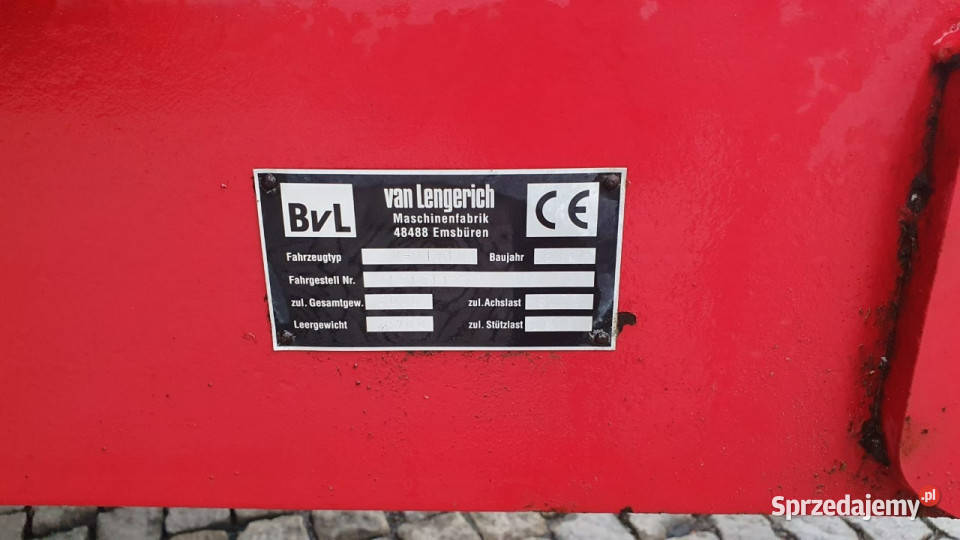 BvL
van Lengerich
Maschinenfabrik
48488 Emsbüren
CE
Fahrzeugtyp
Baujahr
Fahrgestell Nr.
zul. Gesamtgew.
zul. Achslast
Leergewicht
zul. Stützlast
Sprzedajemy.pl